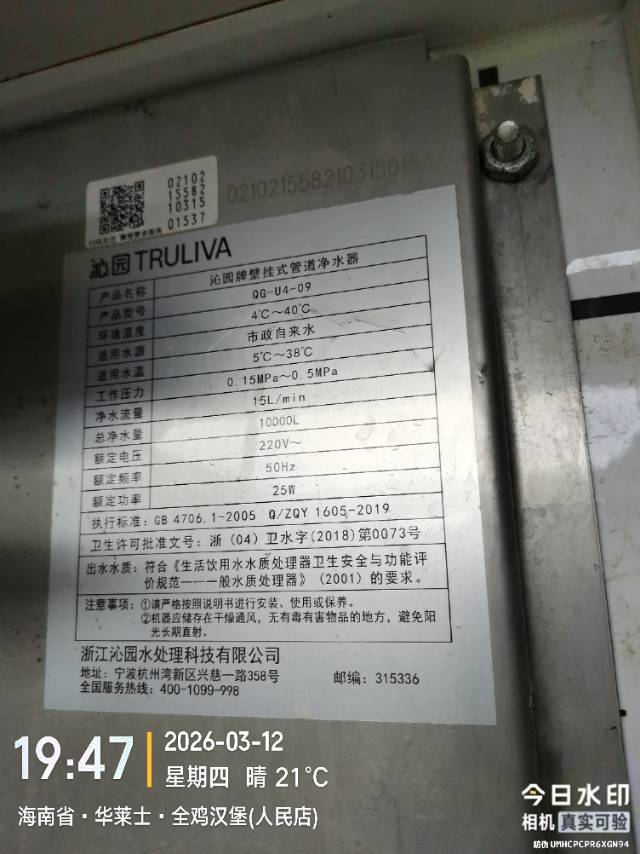 02102
15582
10315
01537
扫码关注 尊享家庭服务
021021558210315015
沁园 TRULIVA
产品名称 沁园牌壁挂式管道净水器
产品型号 QG-U4-09
环境温度 4℃～40℃
适用水源 市政自来水
适用水温 5℃～38℃
工作压力 0.15MPa～0.5MPa
净水流量 15L/min
总净水量 10000L
额定电压 220V～
额定频率 50Hz
额定功率 25W
执行标准：GB 4706.1-2005 Q/ZQY 1605-2019
卫生许可批准文号：浙（04）卫水字(2018)第0073号
出水水质：符合《生活饮用水水质处理器卫生安全与功能评
价规范——一般水质处理器》（2001）的要求。
注意事项：①请严格按照说明书进行安装、使用或保养。
②机器应储存在干燥通风，无有毒有害物品的地方，避免阳
光长期直射。
浙江沁园水处理科技有限公司
地址：宁波杭州湾新区兴慈一路358号 邮编：315336
全国服务热线：400-1099-998
19:47
2026-03-12
星期四 晴 21℃
海南省·华莱士·全鸡汉堡(人民店)
今日水印
相机 真实可验
防伪 UMHCPCPR6XGN94